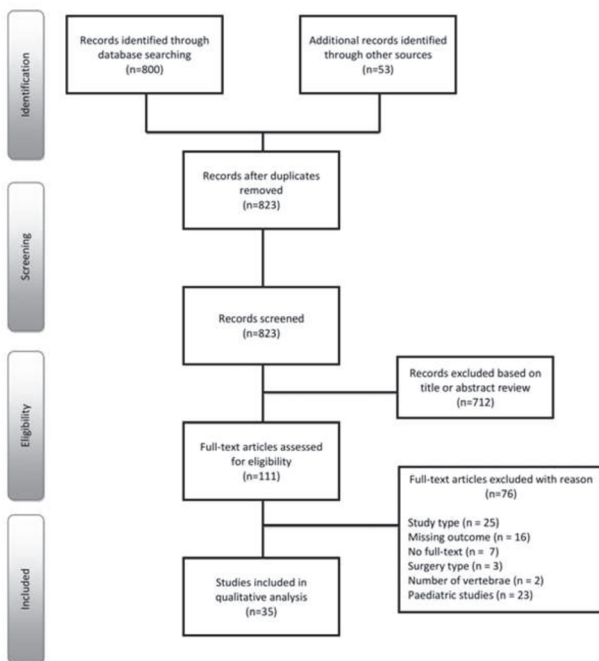 Identification
Records identified through
database searching
(n=800)
Additional records identified
through other sources
(n=53)
Records after duplicates
removed
(n=823)
Screening
Records screened
(n=823)
Records excluded based on
title or abstract review
(n=712)
Eligibility
Full-text articles assessed
for eligibility
(n=111)
Full-text articles excluded with reason
(n=76)
Study type (n = 25)
Missing outcome (n = 16)
No full-text (n = 7)
Surgery type (n = 3)
Number of vertebrae (n = 2)
Paediatric studies (n = 23)
Included
Studies included in
qualitative analysis
(n=35)